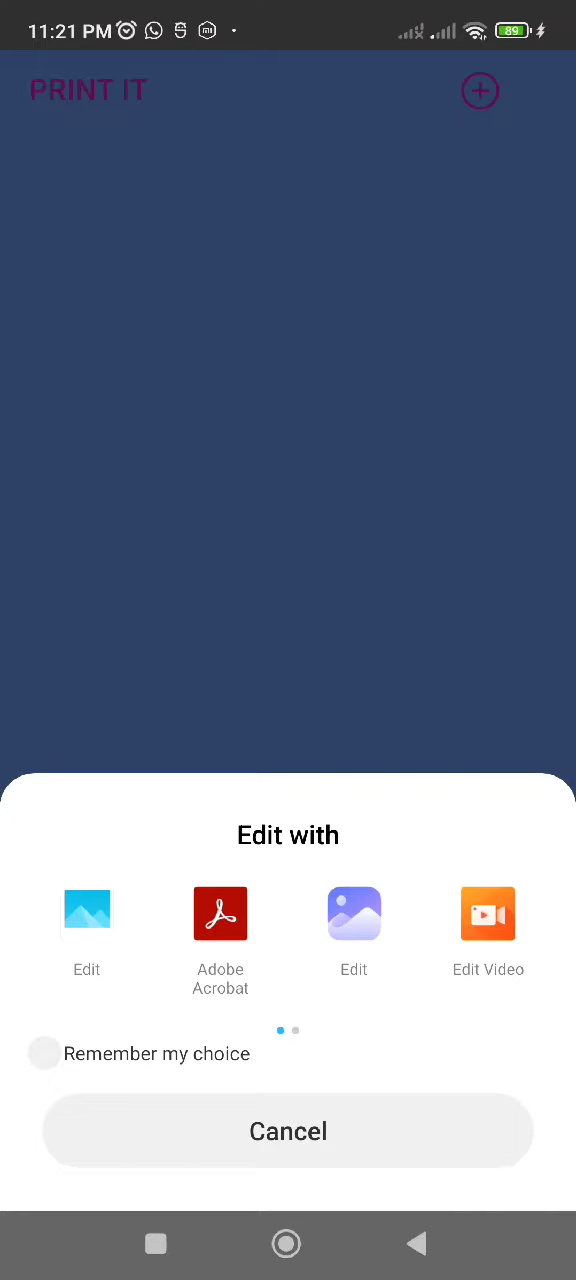 11:21 PM
89
PRINT IT
Edit with
Edit
Adobe
Acrobat
Edit
Edit Video
Remember my choice
Cancel